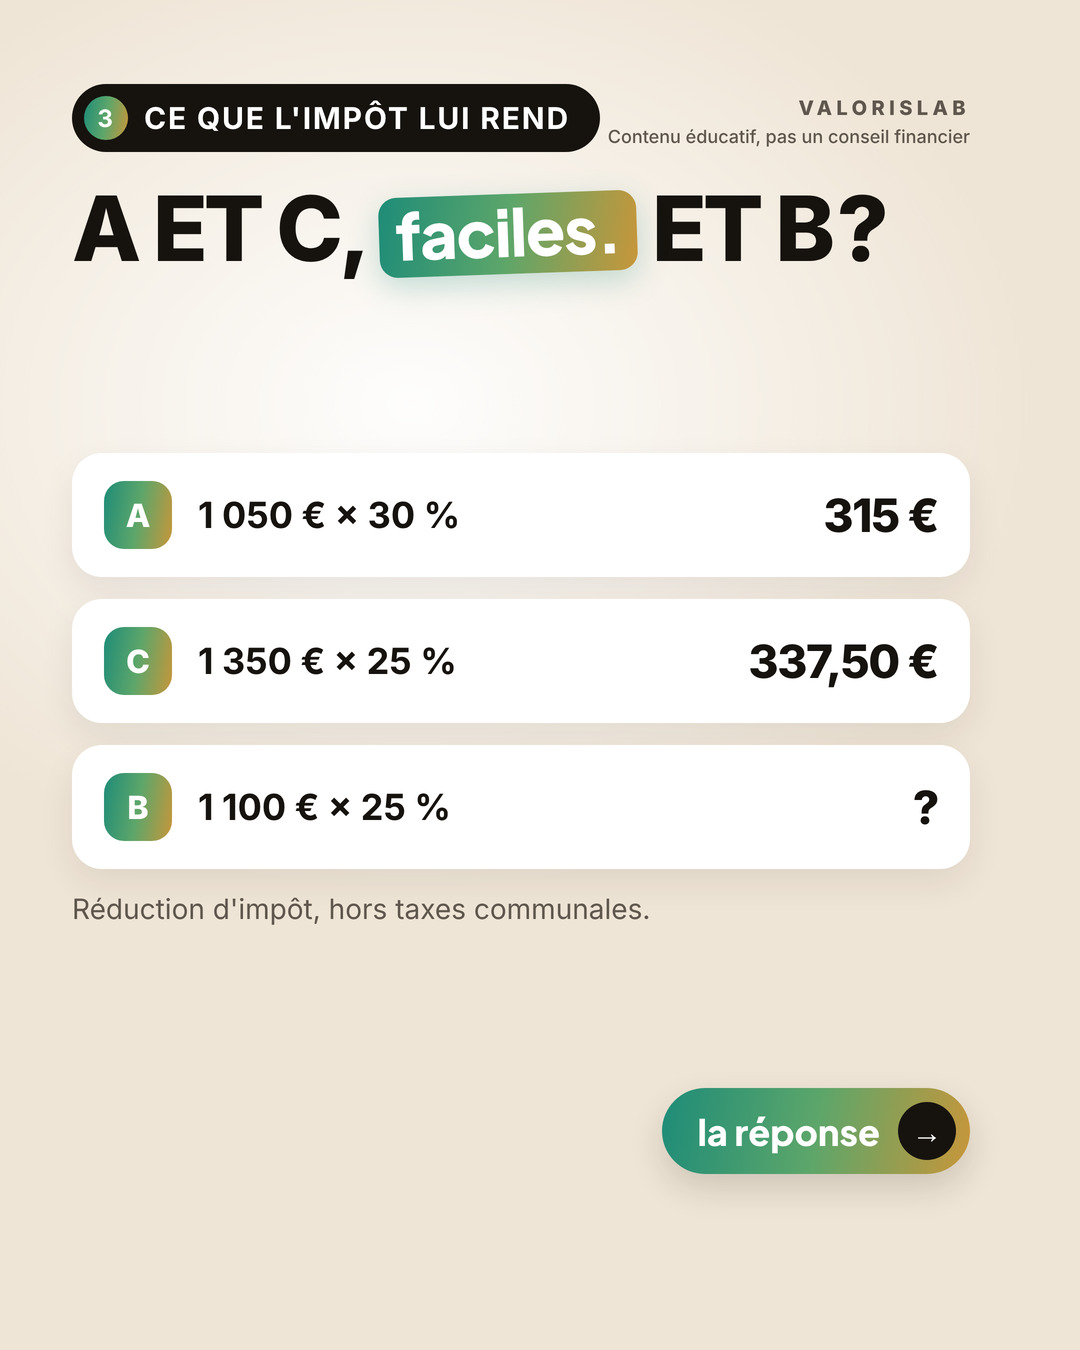 3 CE QUE L'IMPÔT LUI REND
VALORISLAB
Contenu éducatif, pas un conseil financier
A ET C, faciles. ET B?
A 1 050 € × 30 % 315 €
C 1 350 € × 25 % 337,50 €
B 1 100 € × 25 % ?
Réduction d'impôt, hors taxes communales.
la réponse →